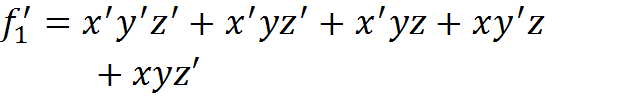 f₁′ = x′y′z′ + x′yz′ + x′yz + xy′z
+ xyz′